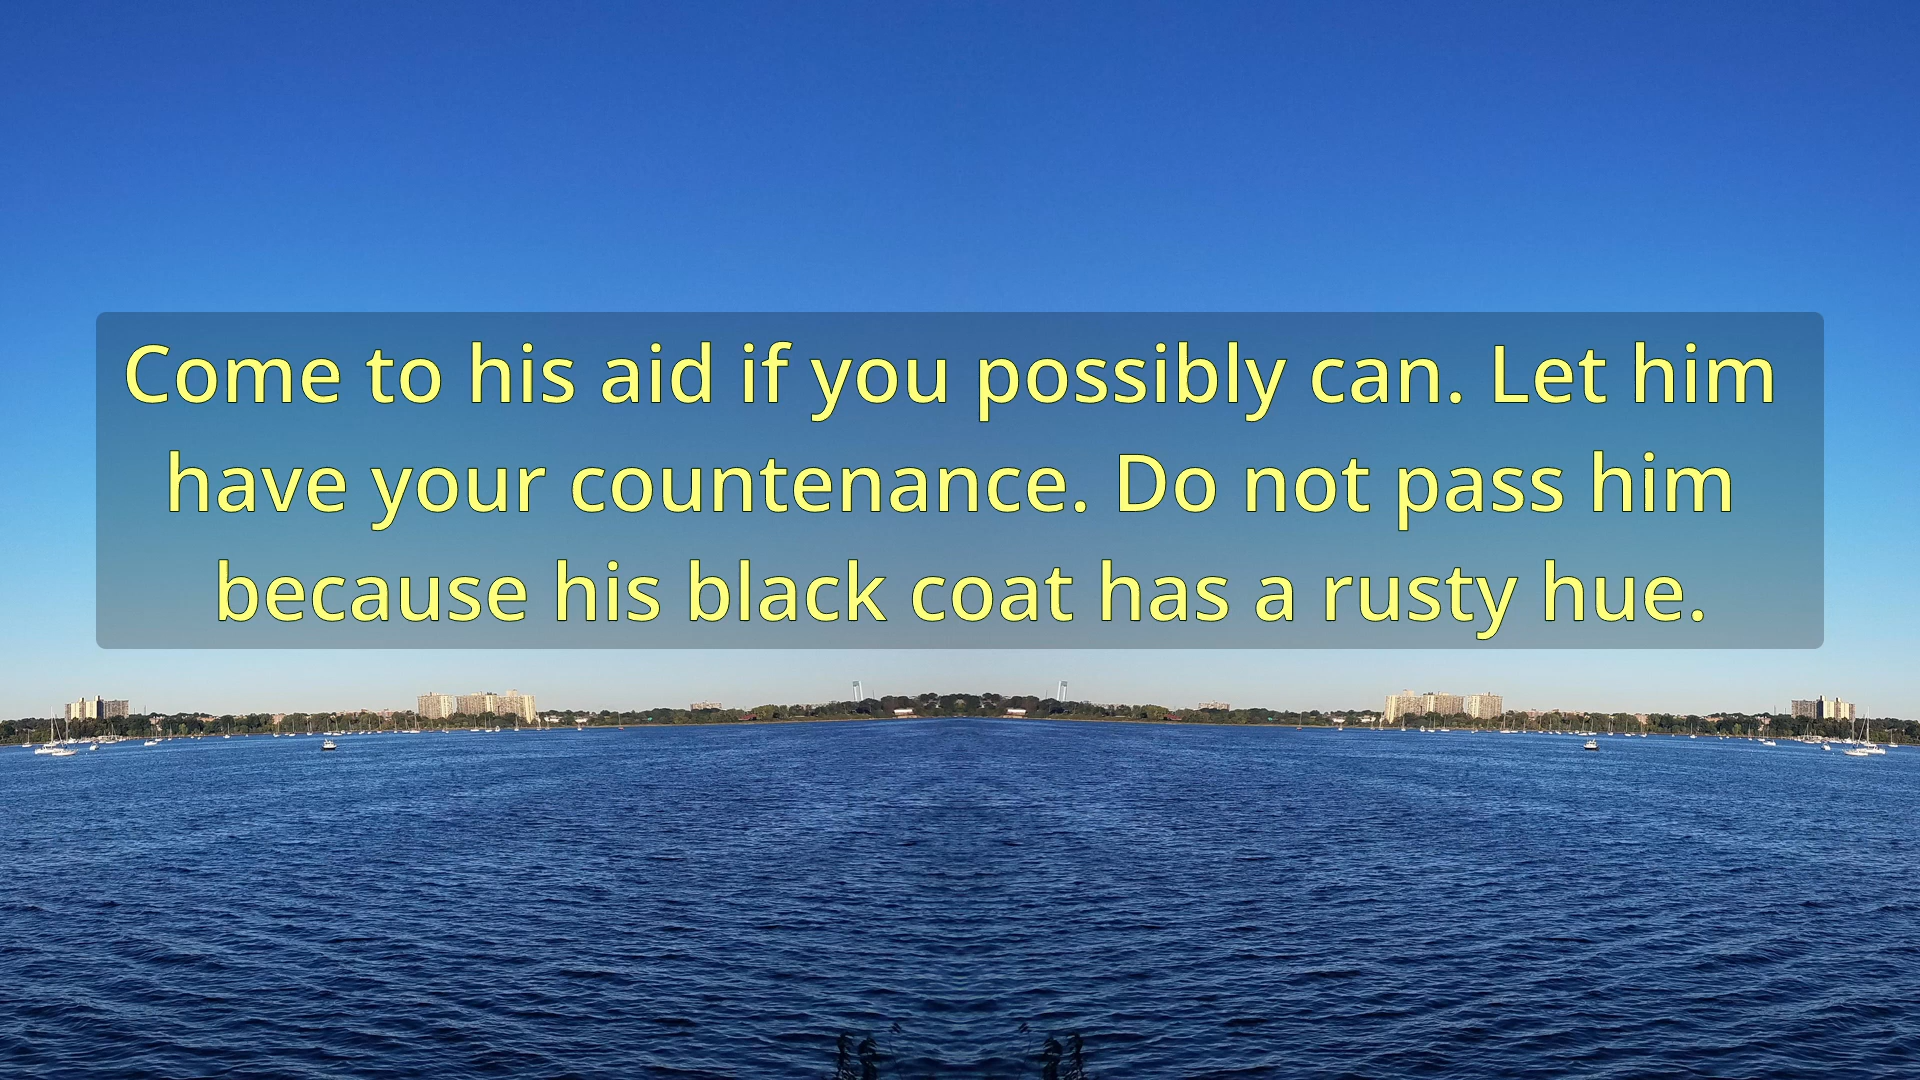 Come to his aid if you possibly can. Let him
have your countenance. Do not pass him
because his black coat has a rusty hue.